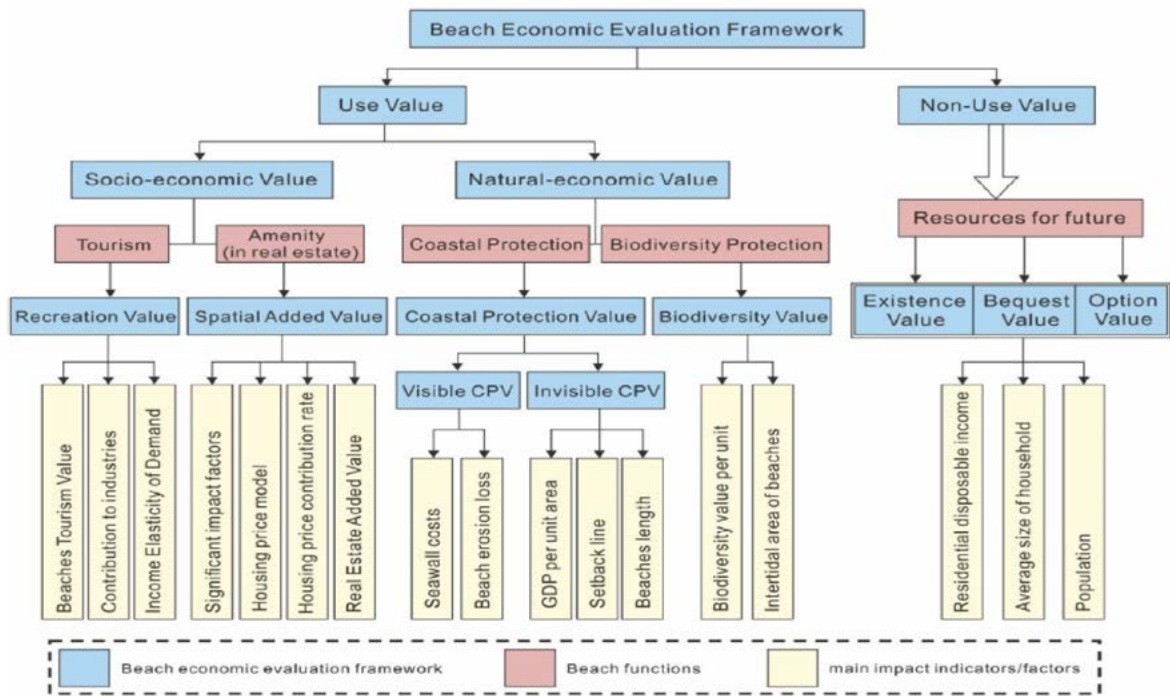 Beach Economic Evaluation Framework
Use Value
Non-Use Value
Socio-economic Value
Natural-economic Value
Tourism
Amenity
(in real estate)
Coastal Protection
Biodiversity Protection
Resources for future
Recreation Value
Spatial Added Value
Coastal Protection Value
Biodiversity Value
Existence
Value
Bequest
Value
Option
Value
Visible CPV
Invisible CPV
Beaches Tourism Value
Contribution to industries
Income Elasticity of Demand
Significant impact factors
Housing price model
Housing price contribution rate
Real Estate Added Value
Seawall costs
Beach erosion loss
GDP per unit area
Setback line
Beaches length
Biodiversity value per unit
Intertidal area of beaches
Residential disposable income
Average size of household
Population
Beach economic evaluation framework
Beach functions
main impact indicators/factors